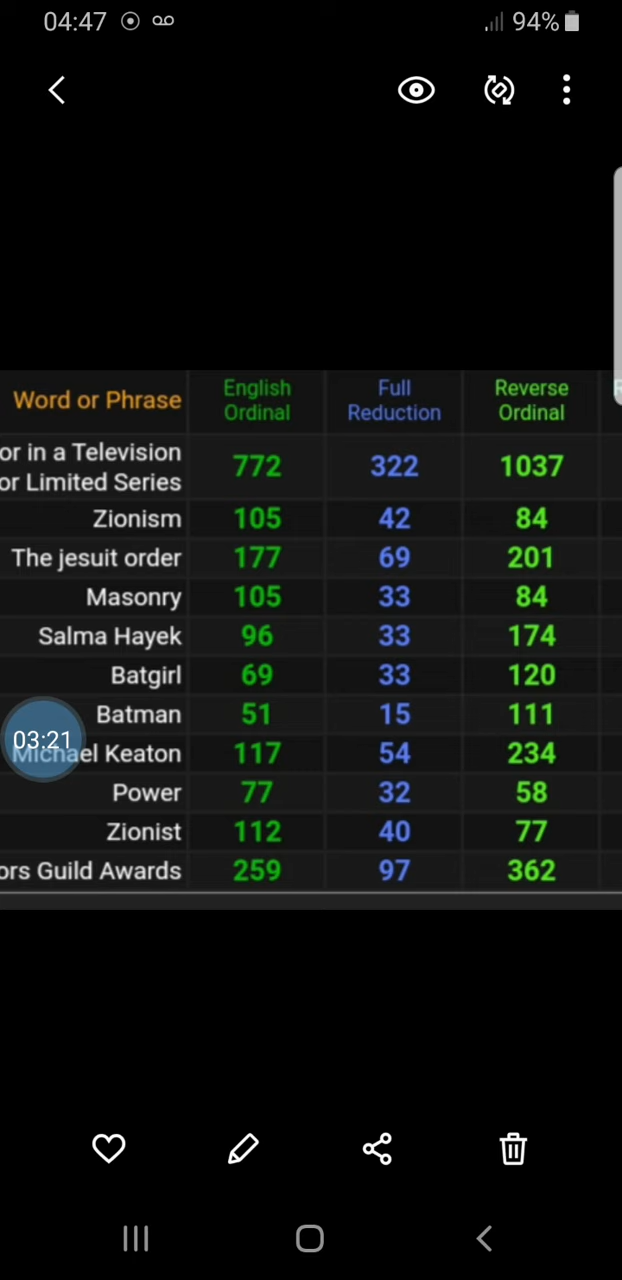 04:47 94%
Word or Phrase English Ordinal Full Reduction Reverse Ordinal
or in a Television
or Limited Series 772 322 1037
Zionism 105 42 84
The jesuit order 177 69 201
Masonry 105 33 84
Salma Hayek 96 33 174
Batgirl 69 33 120
Batman 51 15 111
03:21
Michael Keaton 117 54 234
Power 77 32 58
Zionist 112 40 77
ors Guild Awards 259 97 362